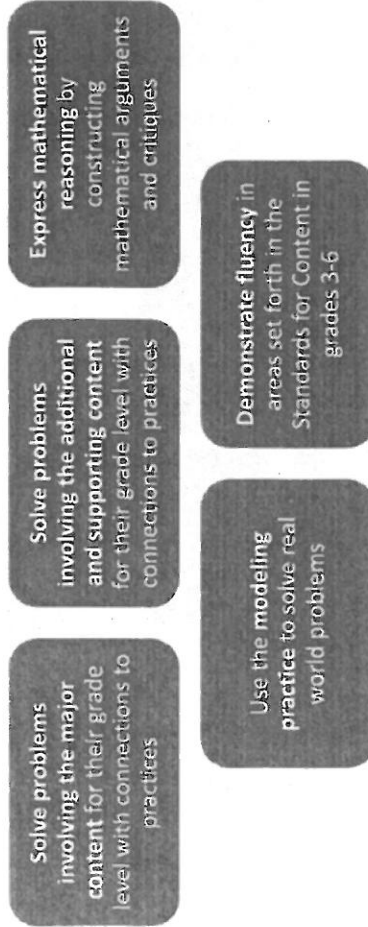 Solve problems
involving the major
content for their grade
level with connections to
practices
Solve problems
involving the additional
and supporting content
for their grade level with
connections to practices
Express mathematical
reasoning by
constructing
mathematical arguments
and critiques
Use the modeling
practice to solve real
world problems
Demonstrate fluency in
areas set forth in the
Standards for Content in
grades 3-6